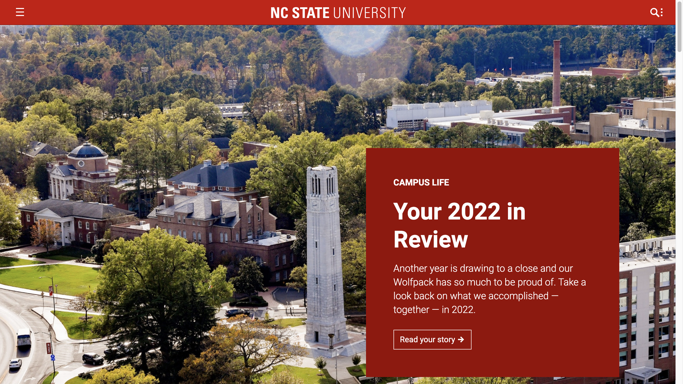 NC STATE UNIVERSITY
CAMPUS LIFE
Your 2022 in
Review
Another year is drawing to a close and our
Wolfpack has so much to be proud of. Take a
look back on what we accomplished —
together — in 2022.
Read your story →